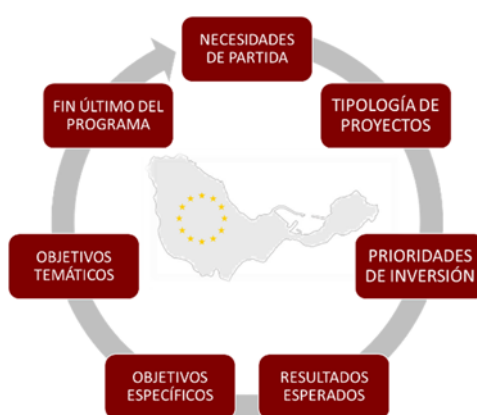 NECESIDADES
DE PARTIDA
TIPOLOGÍA DE
PROYECTOS
PRIORIDADES
DE INVERSIÓN
RESULTADOS
ESPERADOS
OBJETIVOS
ESPECÍFICOS
OBJETIVOS
TEMÁTICOS
FIN ÚLTIMO DEL
PROGRAMA